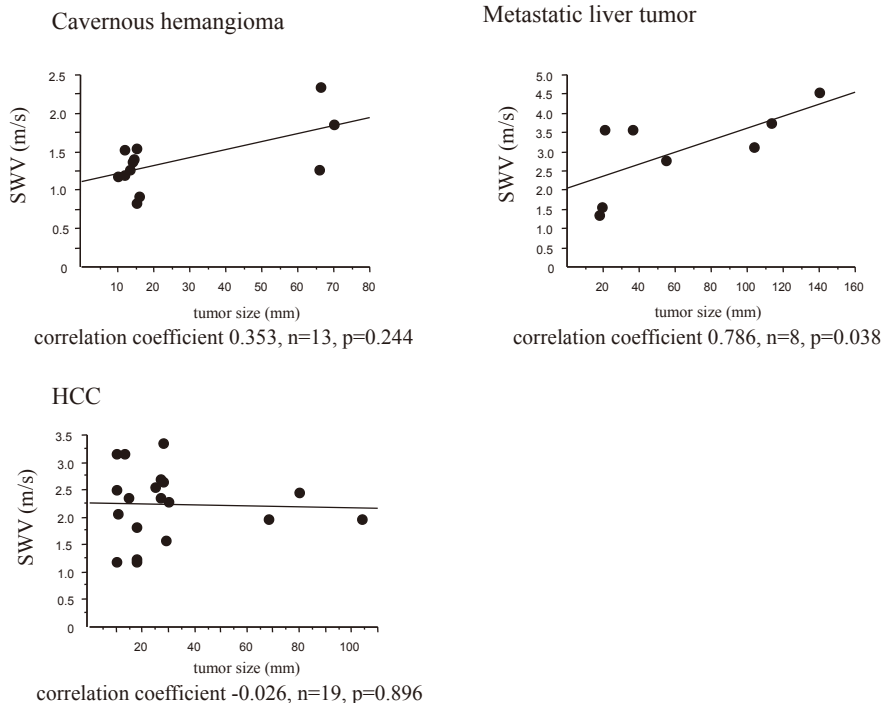 Cavernous hemangioma
SWV (m/s)
2.5
2.0
1.5
1.0
0.5
0
10 20 30 40 50 60 70 80
tumor size (mm)
correlation coefficient 0.353, n=13, p=0.244
Metastatic liver tumor
SWV (m/s)
5.0
4.5
4.0
3.5
3.0
2.5
2.0
1.5
1.0
0.5
0
20 40 60 80 100 120 140 160
tumor size (mm)
correlation coefficient 0.786, n=8, p=0.038
HCC
SWV (m/s)
3.5
3.0
2.5
2.0
1.5
1.0
0.5
0
20 40 60 80 100
tumor size (mm)
correlation coefficient -0.026, n=19, p=0.896